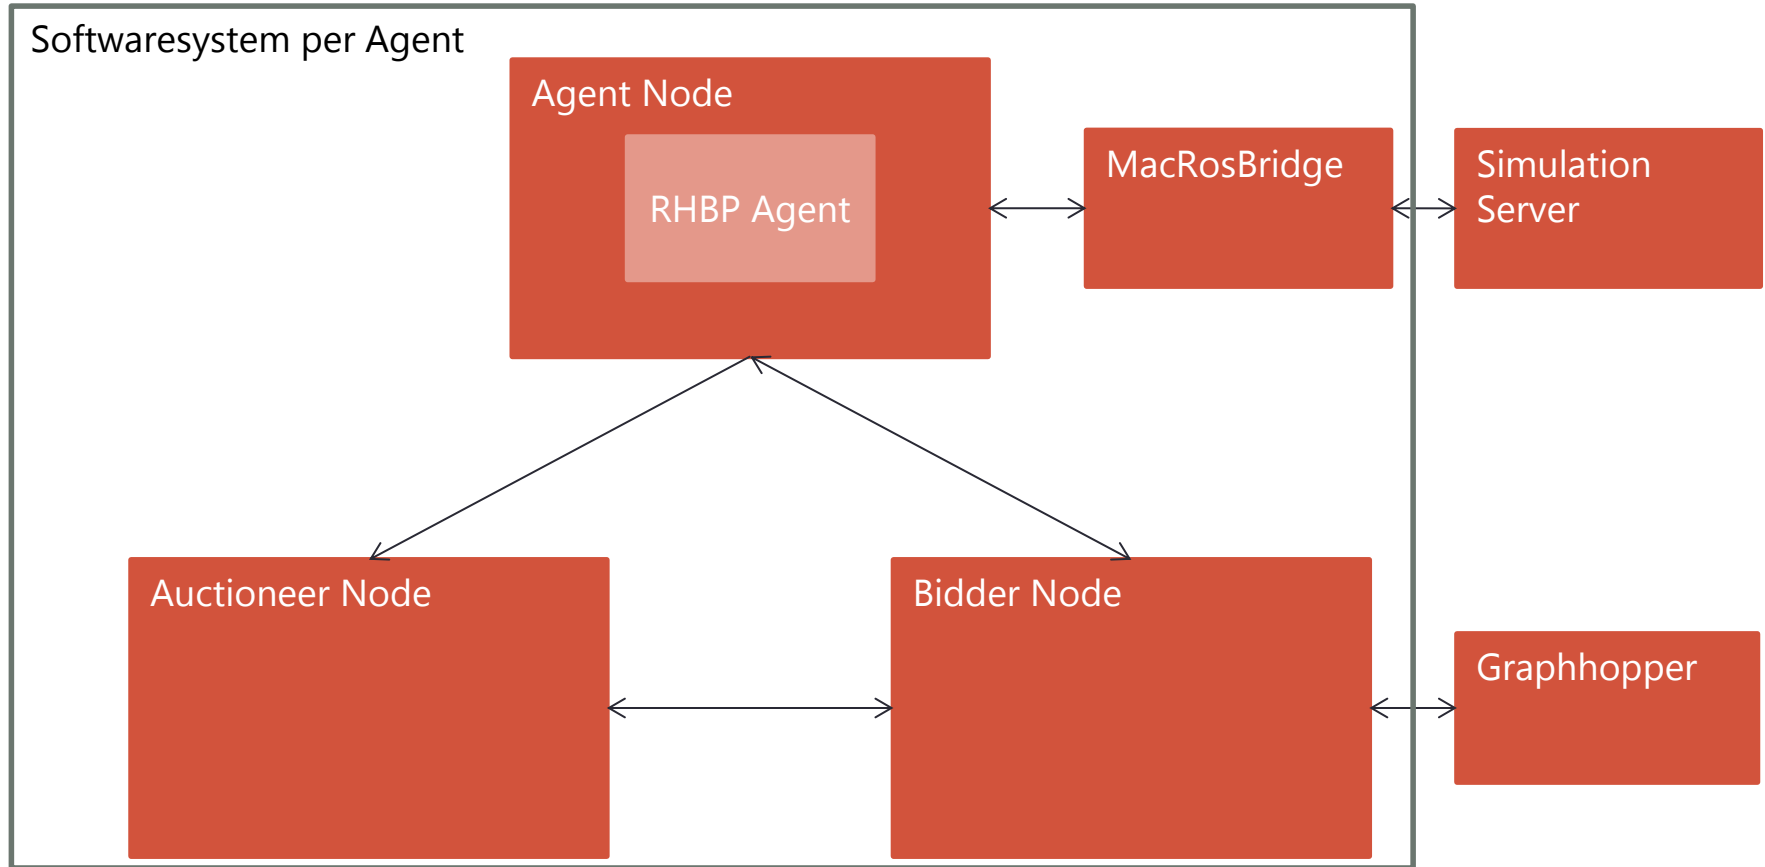 Softwaresystem per Agent
Agent Node
RHBP Agent
MacRosBridge
Simulation
Server
Auctioneer Node
Bidder Node
Graphhopper